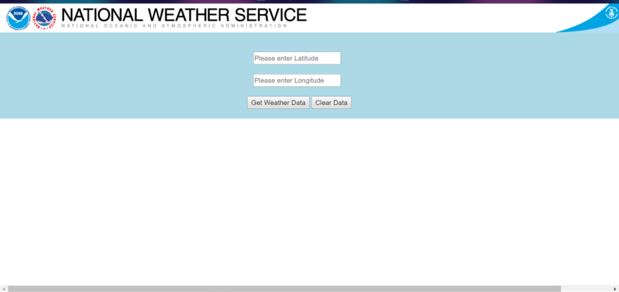 NATIONAL WEATHER SERVICE
NATIONAL OCEANIC AND ATMOSPHERIC ADMINISTRATION
Please enter Latitude
Please enter Longitude
Get Weather Data Clear Data